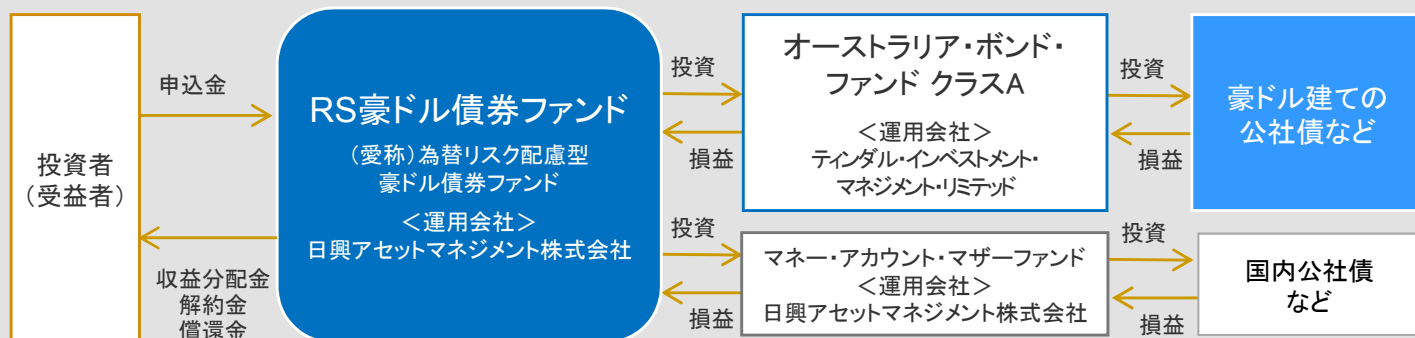 投資者
（受益者）
申込金
収益分配金
解約金
償還金
RS豪ドル債券ファンド
（愛称）為替リスク配慮型
豪ドル債券ファンド
＜運用会社＞
日興アセットマネジメント株式会社
投資
損益
オーストラリア・ボンド・
ファンド クラスA
＜運用会社＞
ティンダル・インベストメント・
マネジメント・リミテッド
投資
損益
豪ドル建ての
公社債など
投資
損益
マネー・アカウント・マザーファンド
＜運用会社＞
日興アセットマネジメント株式会社
投資
損益
国内公社債
など